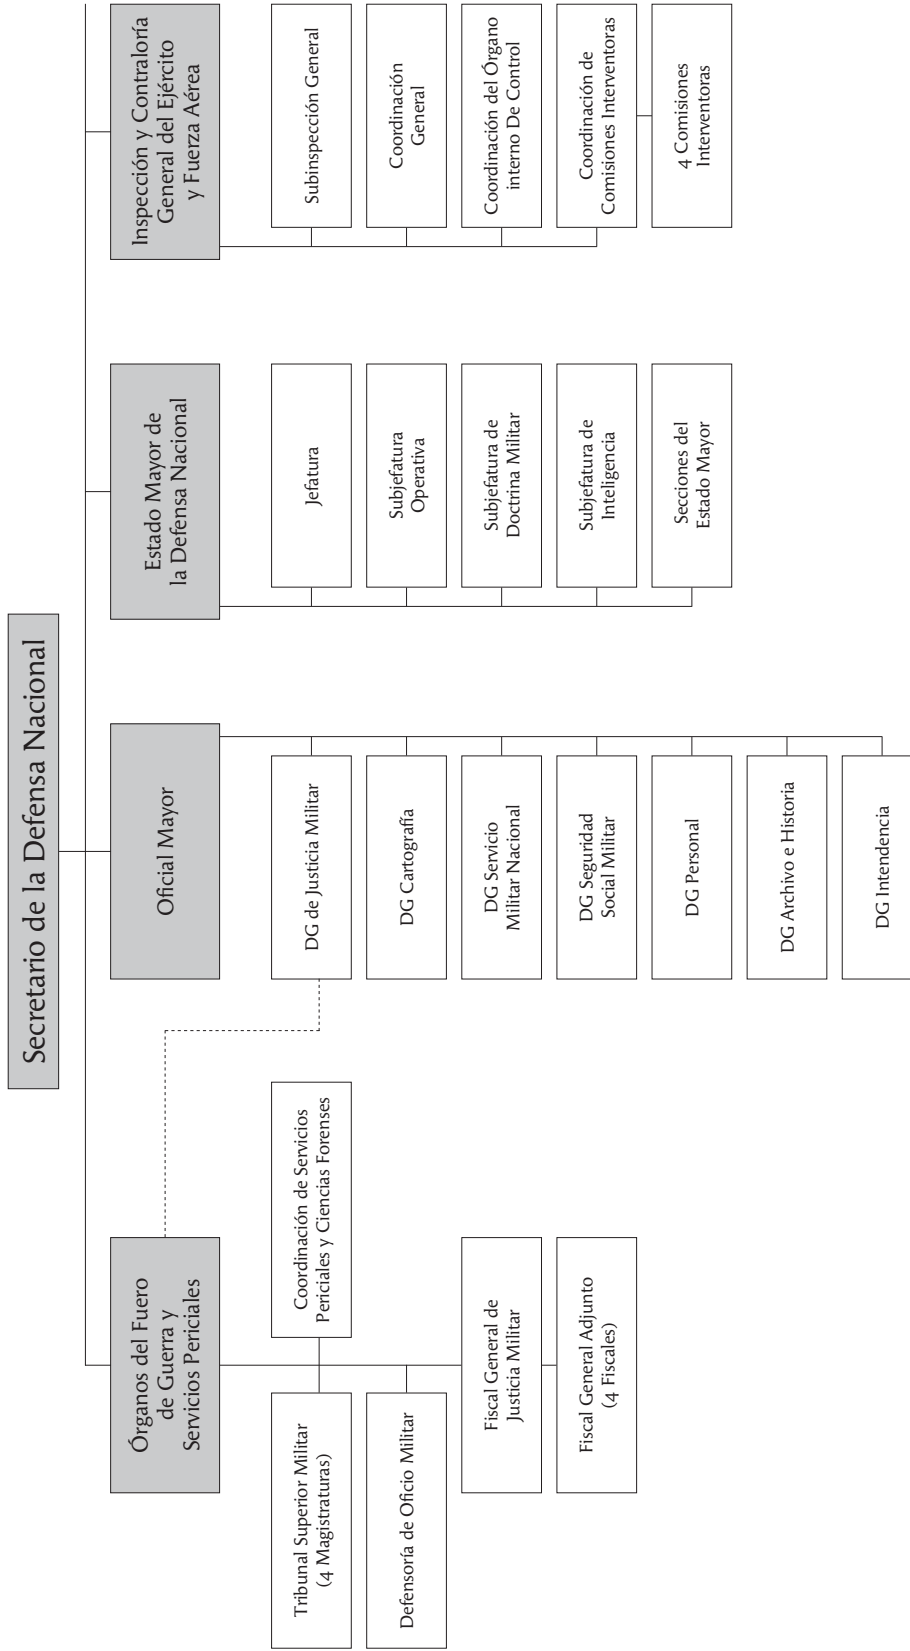 Secretario de la Defensa Nacional
Órganos del Fuero
de Guerra y
Servicios Periciales
Tribunal Superior Militar
(4 Magistraturas)
Coordinación de Servicios
Periciales y Ciencias Forenses
Defensoría de Oficio Militar
Fiscal General de
Justicia Militar
Fiscal General Adjunto
(4 Fiscales)
Oficial Mayor
DG de Justicia Militar
DG Cartografía
DG Servicio
Militar Nacional
DG Seguridad
Social Militar
DG Personal
DG Archivo e Historia
DG Intendencia
Estado Mayor de
la Defensa Nacional
Jefatura
Subjefatura
Operativa
Subjefatura de
Doctrina Militar
Subjefatura de
Inteligencia
Secciones del
Estado Mayor
Inspección y Contraloría
General del Ejército
y Fuerza Aérea
Subinspección General
Coordinación
General
Coordinación del Órgano
interno De Control
Coordinación de
Comisiones Interventoras
4 Comisiones
Interventoras